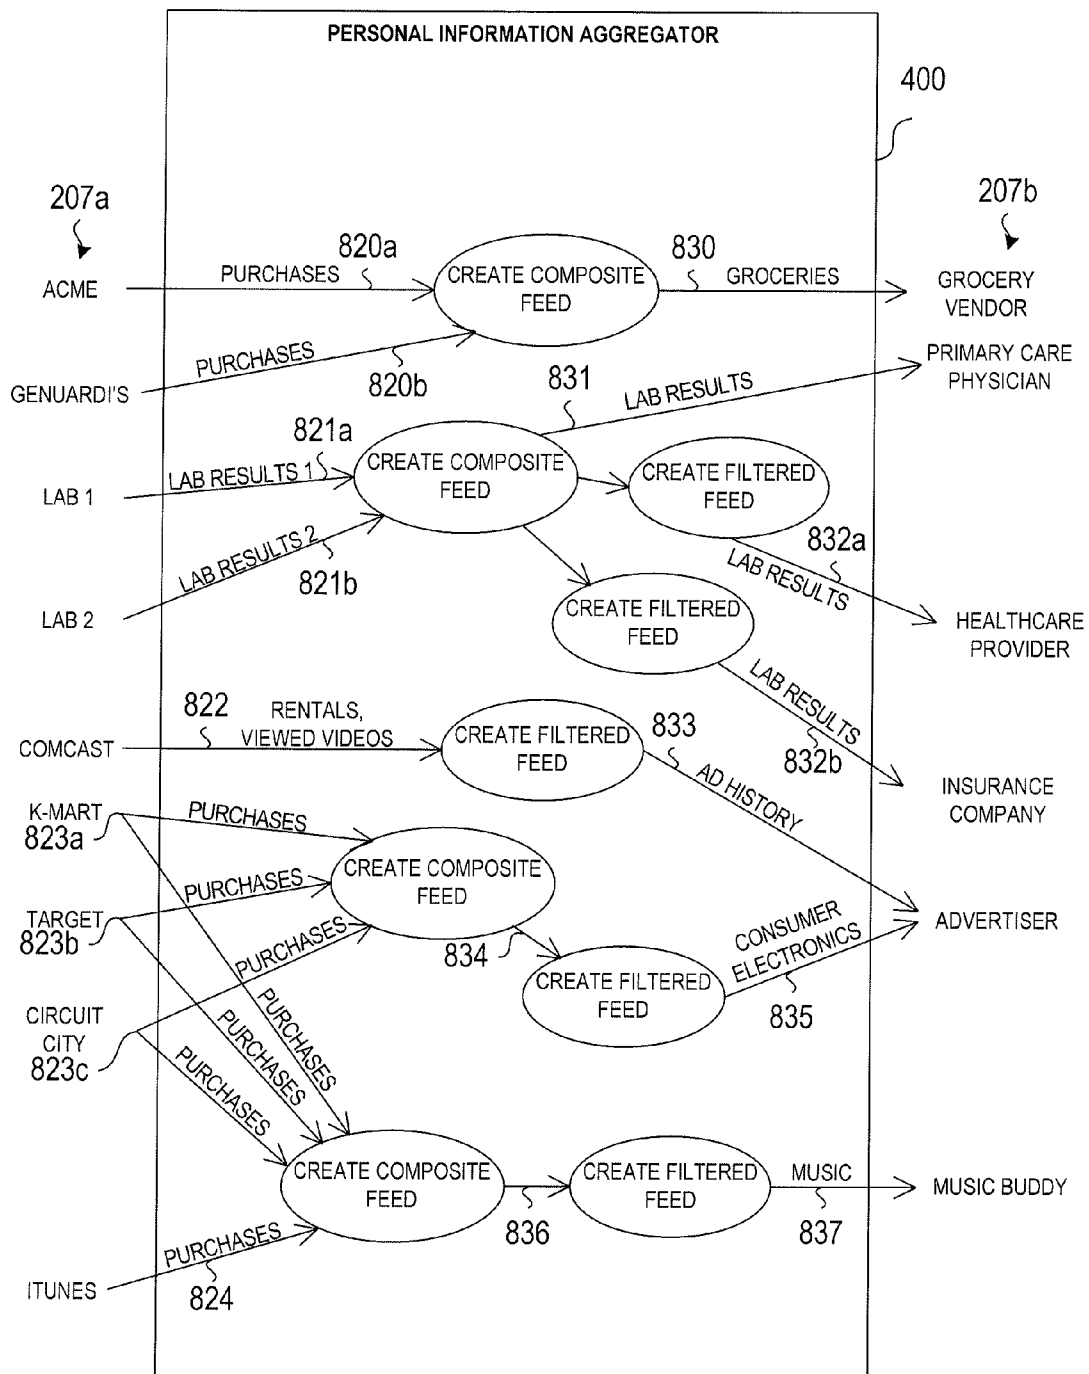 PERSONAL INFORMATION AGGREGATOR
400
207a
207b
820a
830
PURCHASES
CREATE COMPOSITE
FEED
GROCERIES
ACME
GROCERY
VENDOR
PURCHASES
820b
GENUARDI'S
831
LAB RESULTS
PRIMARY CARE
PHYSICIAN
821a
LAB RESULTS 1
CREATE COMPOSITE
FEED
CREATE FILTERED
FEED
LAB 1
LAB RESULTS 2
821b
832a
LAB RESULTS
LAB 2
CREATE FILTERED
FEED
HEALTHCARE
PROVIDER
LAB RESULTS
832b
822
RENTALS,
VIEWED VIDEOS
COMCAST
CREATE FILTERED
FEED
833
AD HISTORY
INSURANCE
COMPANY
K-MART
823a
PURCHASES
CREATE COMPOSITE
FEED
TARGET
823b
PURCHASES
ADVERTISER
PURCHASES
834
CONSUMER
ELECTRONICS
835
CREATE FILTERED
FEED
CIRCUIT
CITY
823c
PURCHASES
PURCHASES
PURCHASES
CREATE COMPOSITE
FEED
836
CREATE FILTERED
FEED
MUSIC
837
MUSIC BUDDY
PURCHASES
824
ITUNES